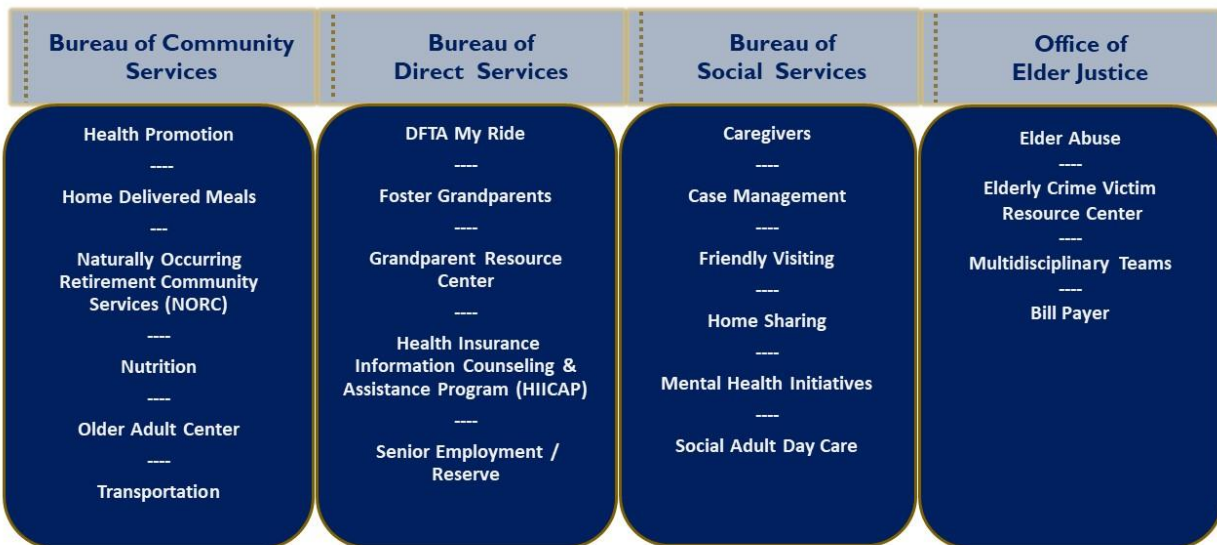 Bureau of Community
Services
Health Promotion
----
Home Delivered Meals
---
Naturally Occurring
Retirement Community
Services (NORC)
----
Nutrition
----
Older Adult Center
----
Transportation
Bureau of
Direct Services
DFTA My Ride
----
Foster Grandparents
----
Grandparent Resource
Center
----
Health Insurance
Information Counseling &
Assistance Program (HIICAP)
----
Senior Employment /
Reserve
Bureau of
Social Services
Caregivers
----
Case Management
----
Friendly Visiting
----
Home Sharing
----
Mental Health Initiatives
----
Social Adult Day Care
Office of
Elder Justice
Elder Abuse
----
Elderly Crime Victim
Resource Center
----
Multidisciplinary Teams
----
Bill Payer